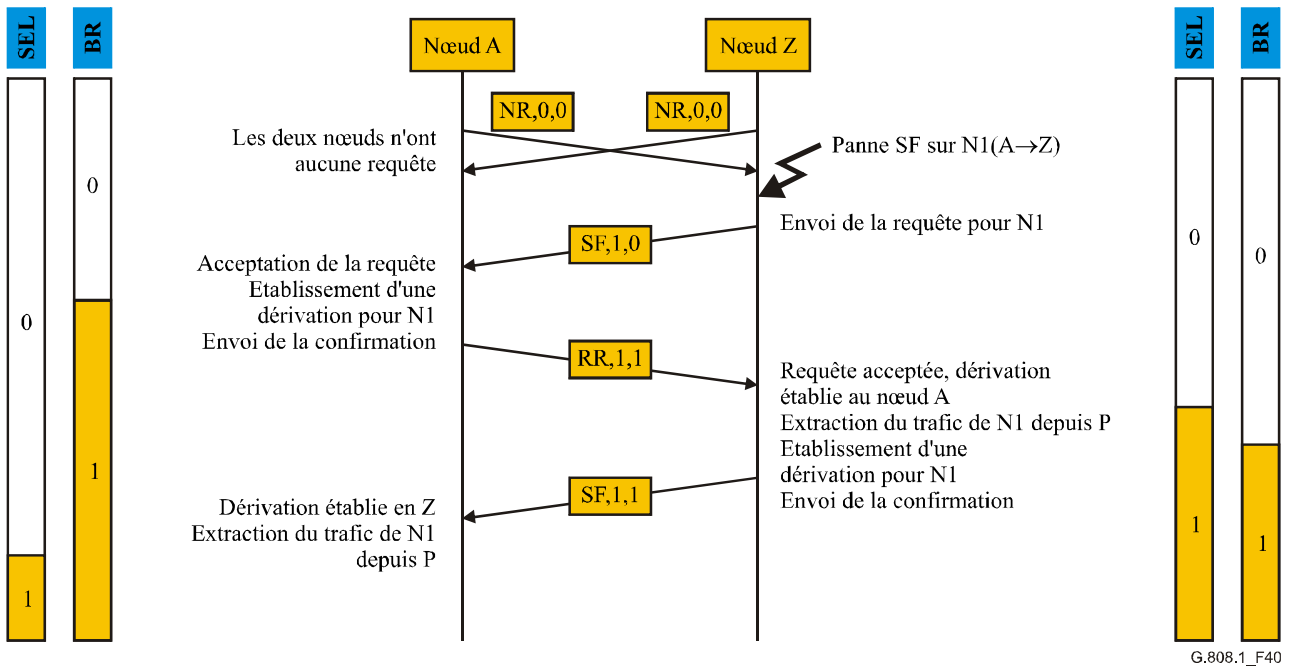 SEL
BR
Nœud A
Nœud Z
SEL
BR
NR,0,0
NR,0,0
Les deux nœuds n'ont
aucune requête
Panne SF sur N1(A→Z)
0
Envoi de la requête pour N1
SF,1,0
0
0
Acceptation de la requête
Etablissement d'une
dérivation pour N1
Envoi de la confirmation
0
RR,1,1
Requête acceptée, dérivation
établie au nœud A
Extraction du trafic de N1 depuis P
Etablissement d'une
dérivation pour N1
Envoi de la confirmation
1
SF,1,1
Dérivation établie en Z
Extraction du trafic de N1
depuis P
1
1
1
G.808.1_F40